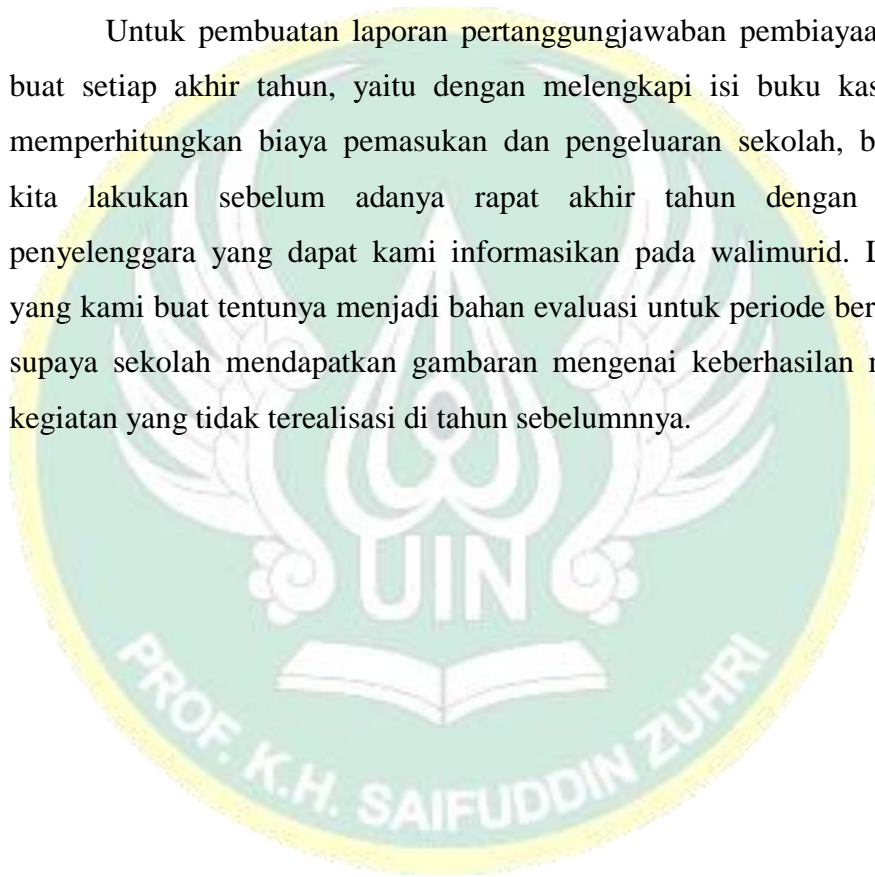 Untuk pembuatan laporan pertanggungjawaban
buat setiap akhir tahun, yaitu dengan melengkapi isi buku kas
memperhitungkan biaya pemasukan dan pengeluaran sekolah,
kita lakukan sebelum adanya rapat akhir tahun dengan
penyelenggara yang dapat kami informasikan pada walimurid.
yang kami buat tentunya menjadi bahan evaluasi untuk periode
supaya sekolah mendapatkan gambaran mengenai keberhasilan
kegiatan yang tidak terealisasi di tahun sebelumnnya.
UIN
PROF. K.H. SAIFUDDIN ZUHRI